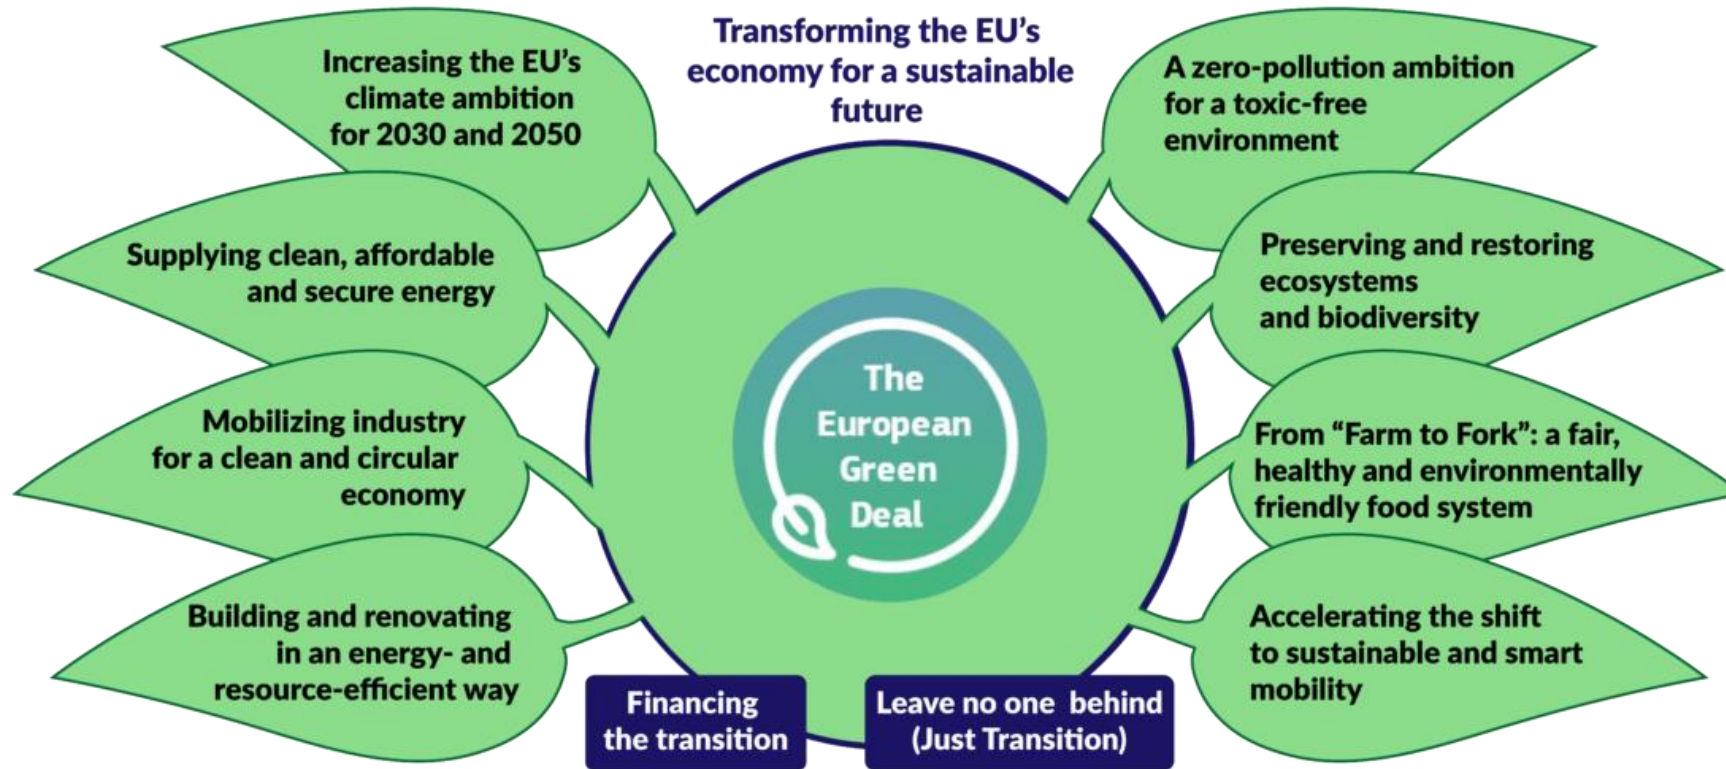 Transforming the EU’s
economy for a sustainable
future
Increasing the EU’s
climate ambition
for 2030 and 2050
Supplying clean, affordable
and secure energy
Mobilizing industry
for a clean and circular
economy
Building and renovating
in an energy- and
resource-efficient way
The
European
Green
Deal
A zero-pollution ambition
for a toxic-free
environment
Preserving and restoring
ecosystems
and biodiversity
From “Farm to Fork”: a fair,
healthy and environmentally
friendly food system
Accelerating the shift
to sustainable and smart
mobility
Financing
the transition
Leave no one behind
(Just Transition)